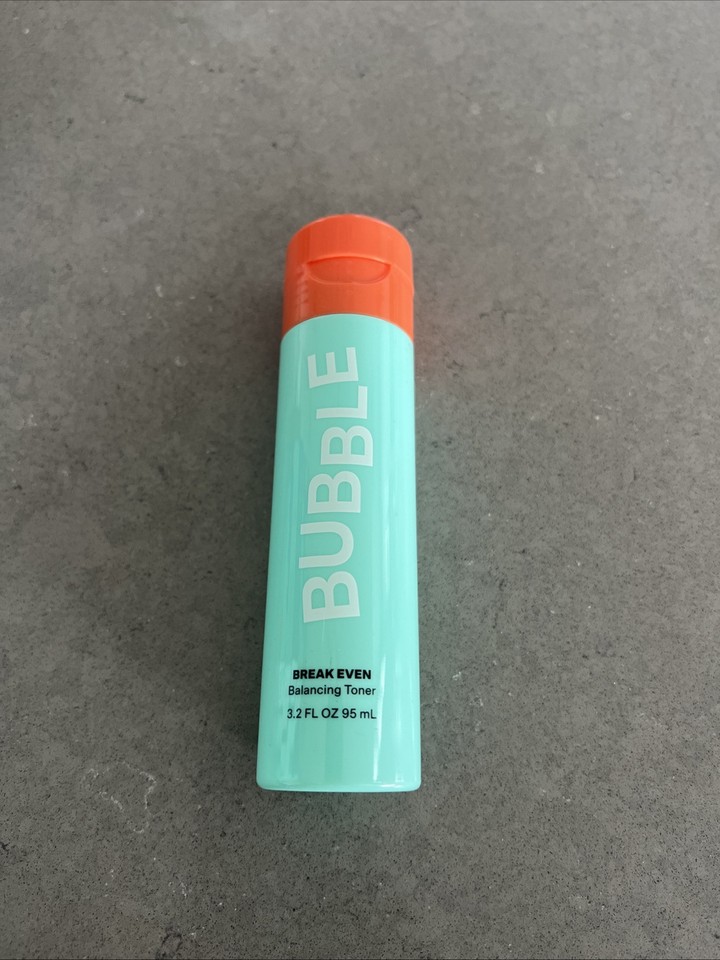 BUBBLE
BREAK EVEN
Balancing Toner
3.2 FL OZ 95 mL